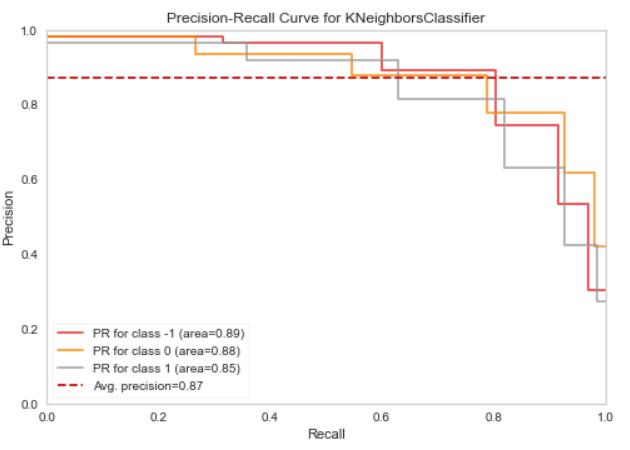 Precision-Recall Curve for KNeighborsClassifier
1.0
0.8
0.6
0.4
0.2
0.0
Precision
PR for class -1 (area=0.89)
PR for class 0 (area=0.88)
PR for class 1 (area=0.85)
Avg. precision=0.87
0.0 0.2 0.4 0.6 0.8 1.0
Recall